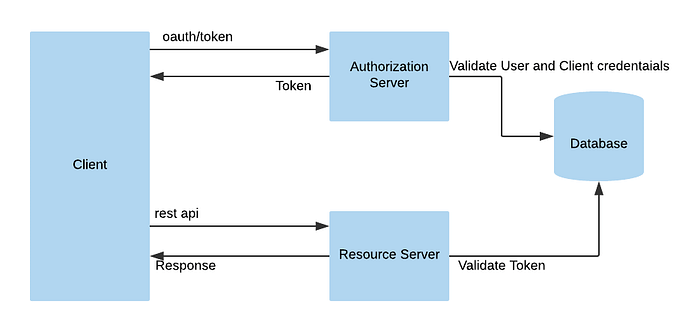 oauth/token
Authorization
Server
Validate User and Client credentaials
Token
Client
Database
rest api
Resource Server
Response
Validate Token